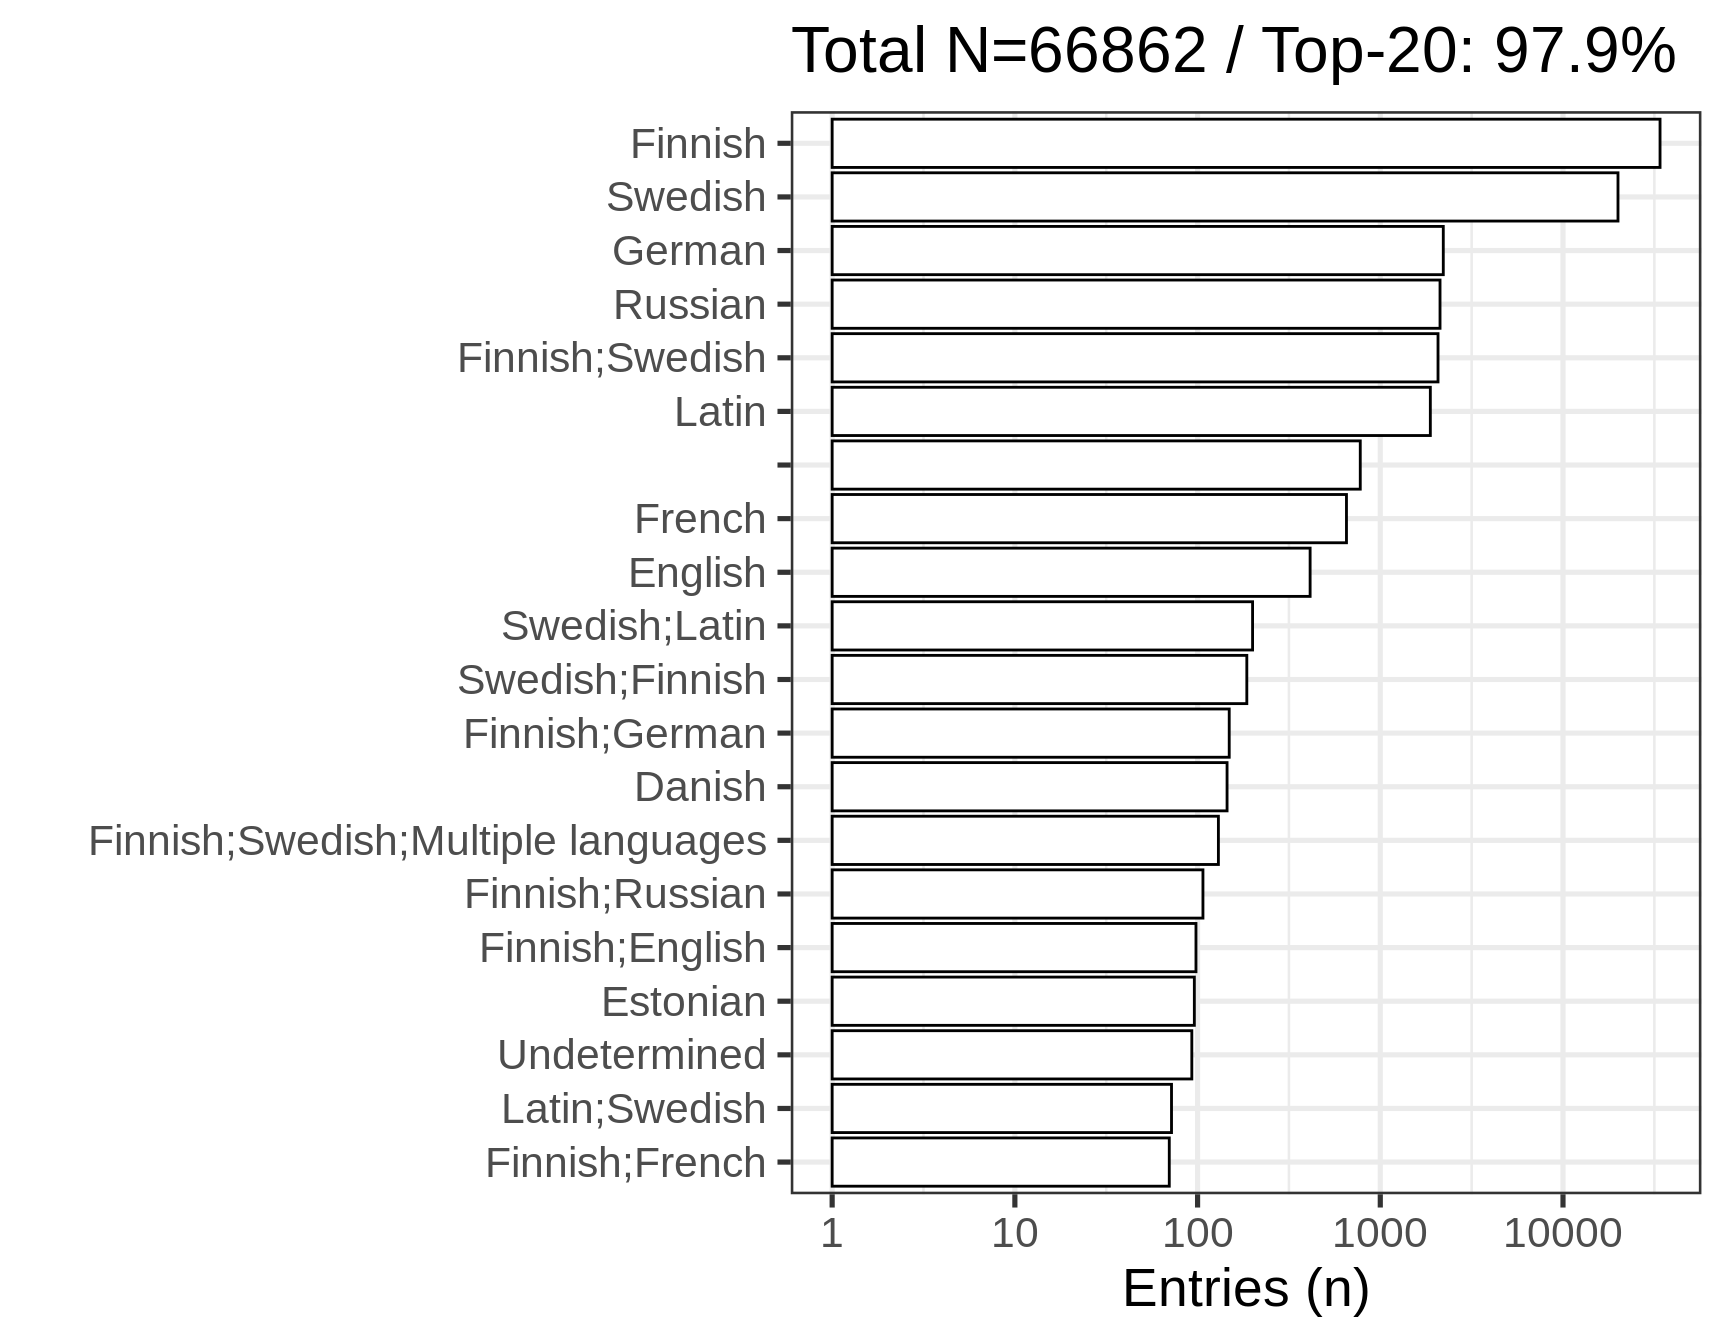 Total N=66862 / Top-20: 97.9%
Finnish
Swedish
German
Russian
Finnish;Swedish
Latin
French
English
Swedish;Latin
Swedish;Finnish
Finnish;German
Danish
Finnish;Swedish;Multiple languages
Finnish;Russian
Finnish;English
Estonian
Undetermined
Latin;Swedish
Finnish;French
1 10 100 1000 10000
Entries (n)